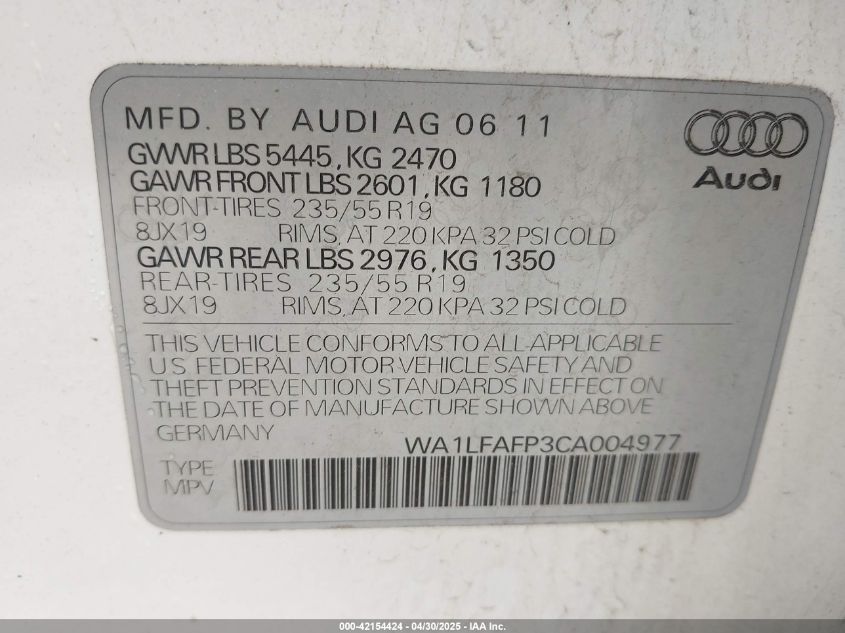 MFD. BY AUDI AG 06 11
GVWR LBS 5445, KG 2470
GAWR FRONT LBS 2601, KG 1180
FRONT-TIRES 235/55 R19
8JX19 RIMS, AT 220 KPA 32 PSI COLD
GAWR REAR LBS 2976, KG 1350
REAR-TIRES 235/55 R19
8JX19 RIMS, AT 220 KPA 32 PSI COLD
Audi
THIS VEHICLE CONFORMS TO ALL APPLICABLE
U.S. FEDERAL MOTOR VEHICLE SAFETY AND
THEFT PREVENTION STANDARDS IN EFFECT ON
THE DATE OF MANUFACTURE SHOWN ABOVE
GERMANY WA1LFAFP3CA004977
TYPE
MPV
000-42154424 - 04/30/2025 - IAA Inc.